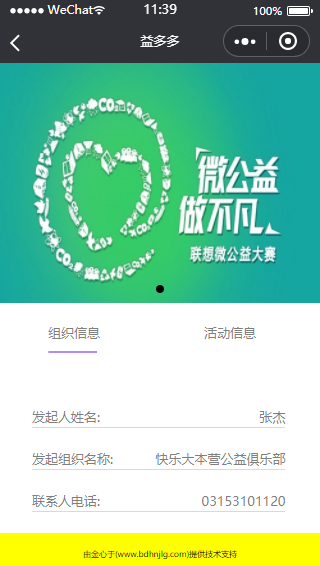 ●●●●● WeChat 11:39 100%
益多多
CO2
微公益
做不凡
联想微公益大赛
组织信息 活动信息
发起人姓名: 张杰
发起组织名称: 快乐大本营公益俱乐部
联系人电话: 03153101120
由金心于(www.bdhnjlg.com)提供技术支持